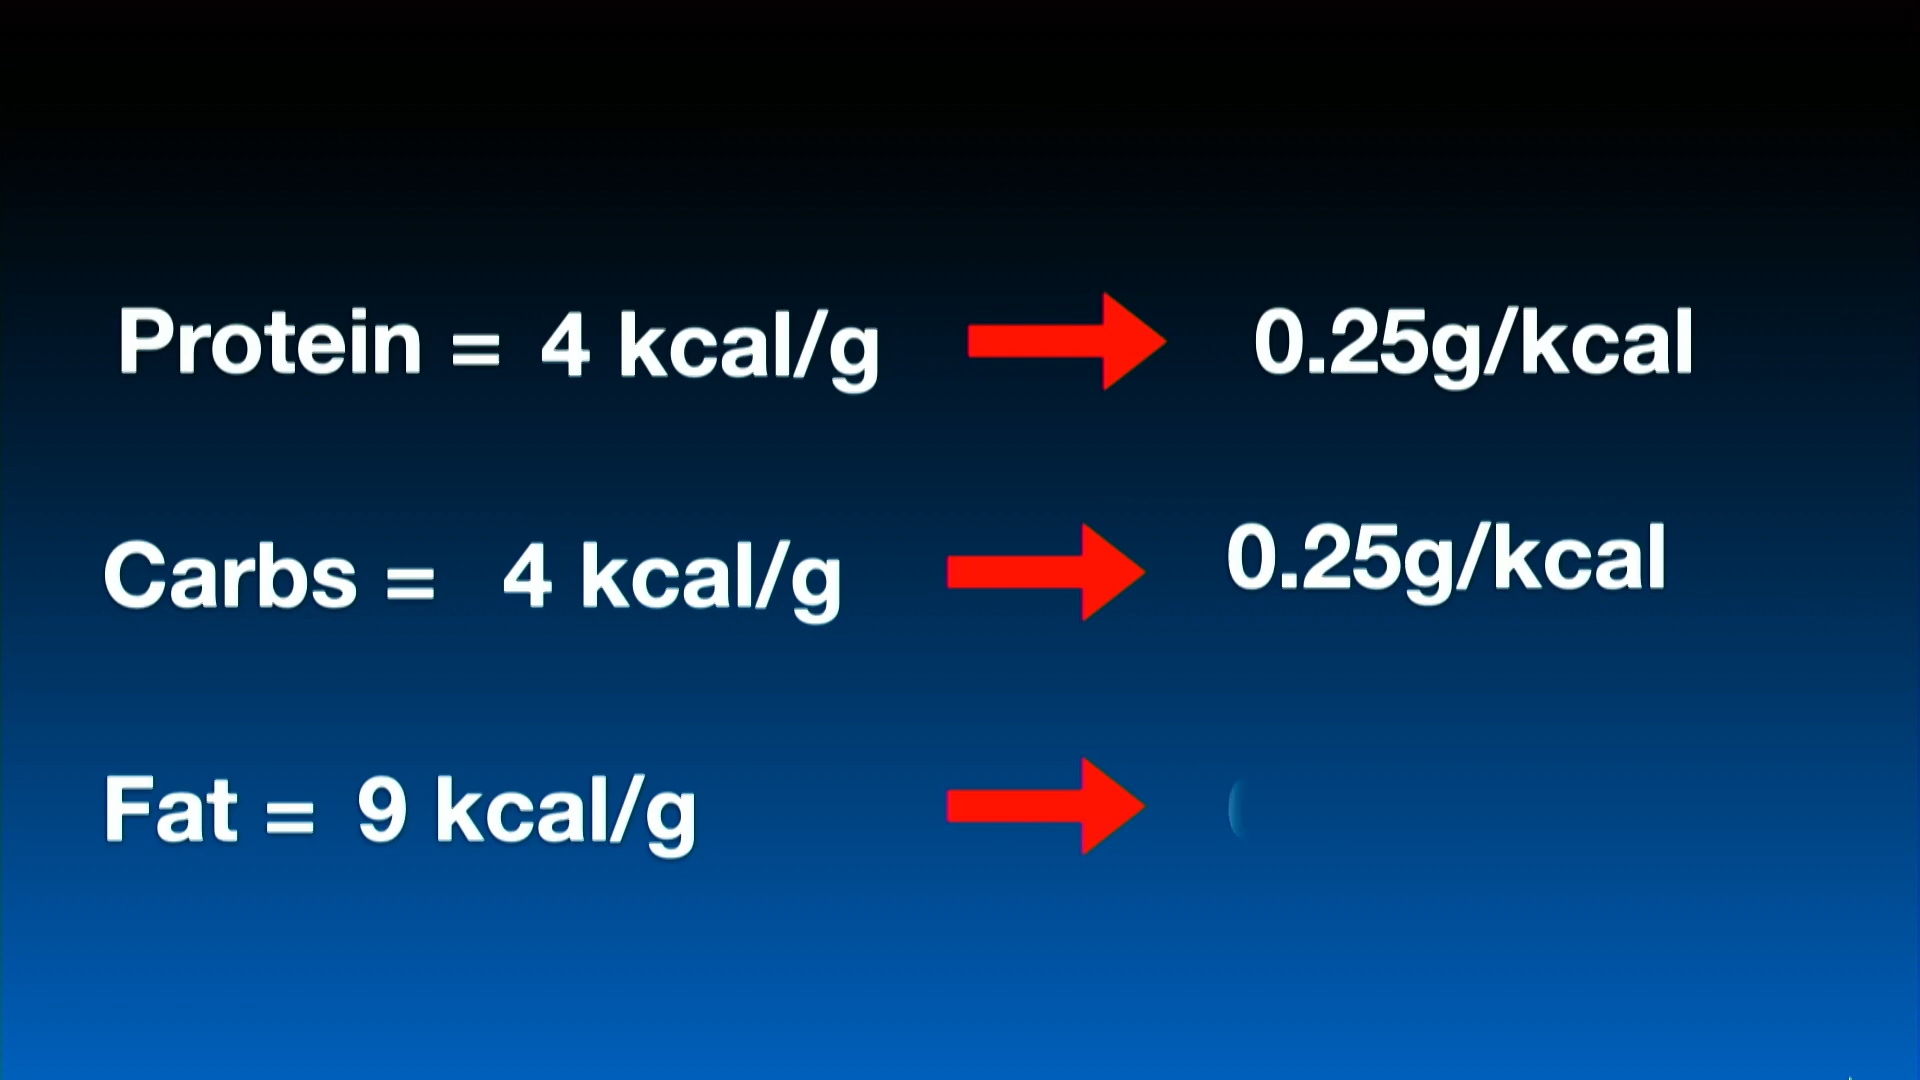 Protein = 4 kcal/g 0.25g/kcal
Carbs = 4 kcal/g 0.25g/kcal
Fat = 9 kcal/g